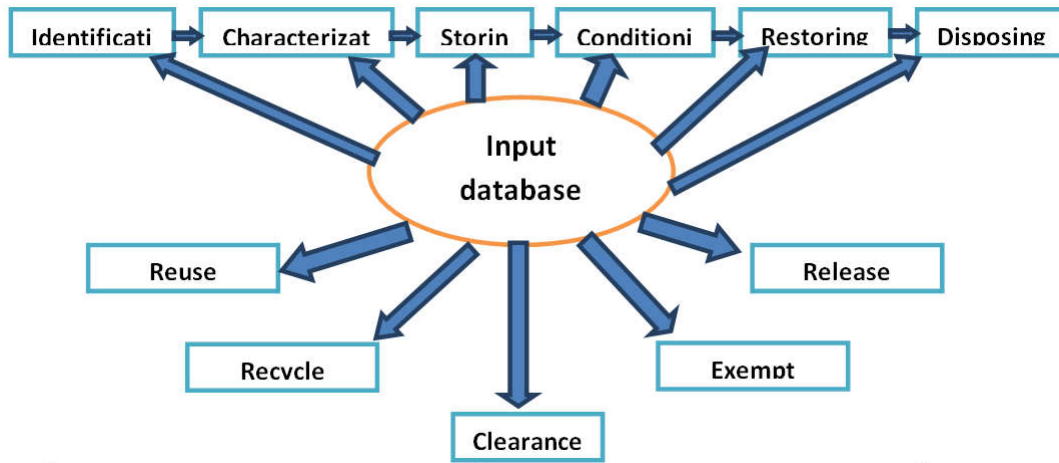 Identificati
Characterizat
Storin
Conditioni
Restoring
Disposing
Input
database
Reuse
Release
Recycle
Exempt
Clearance